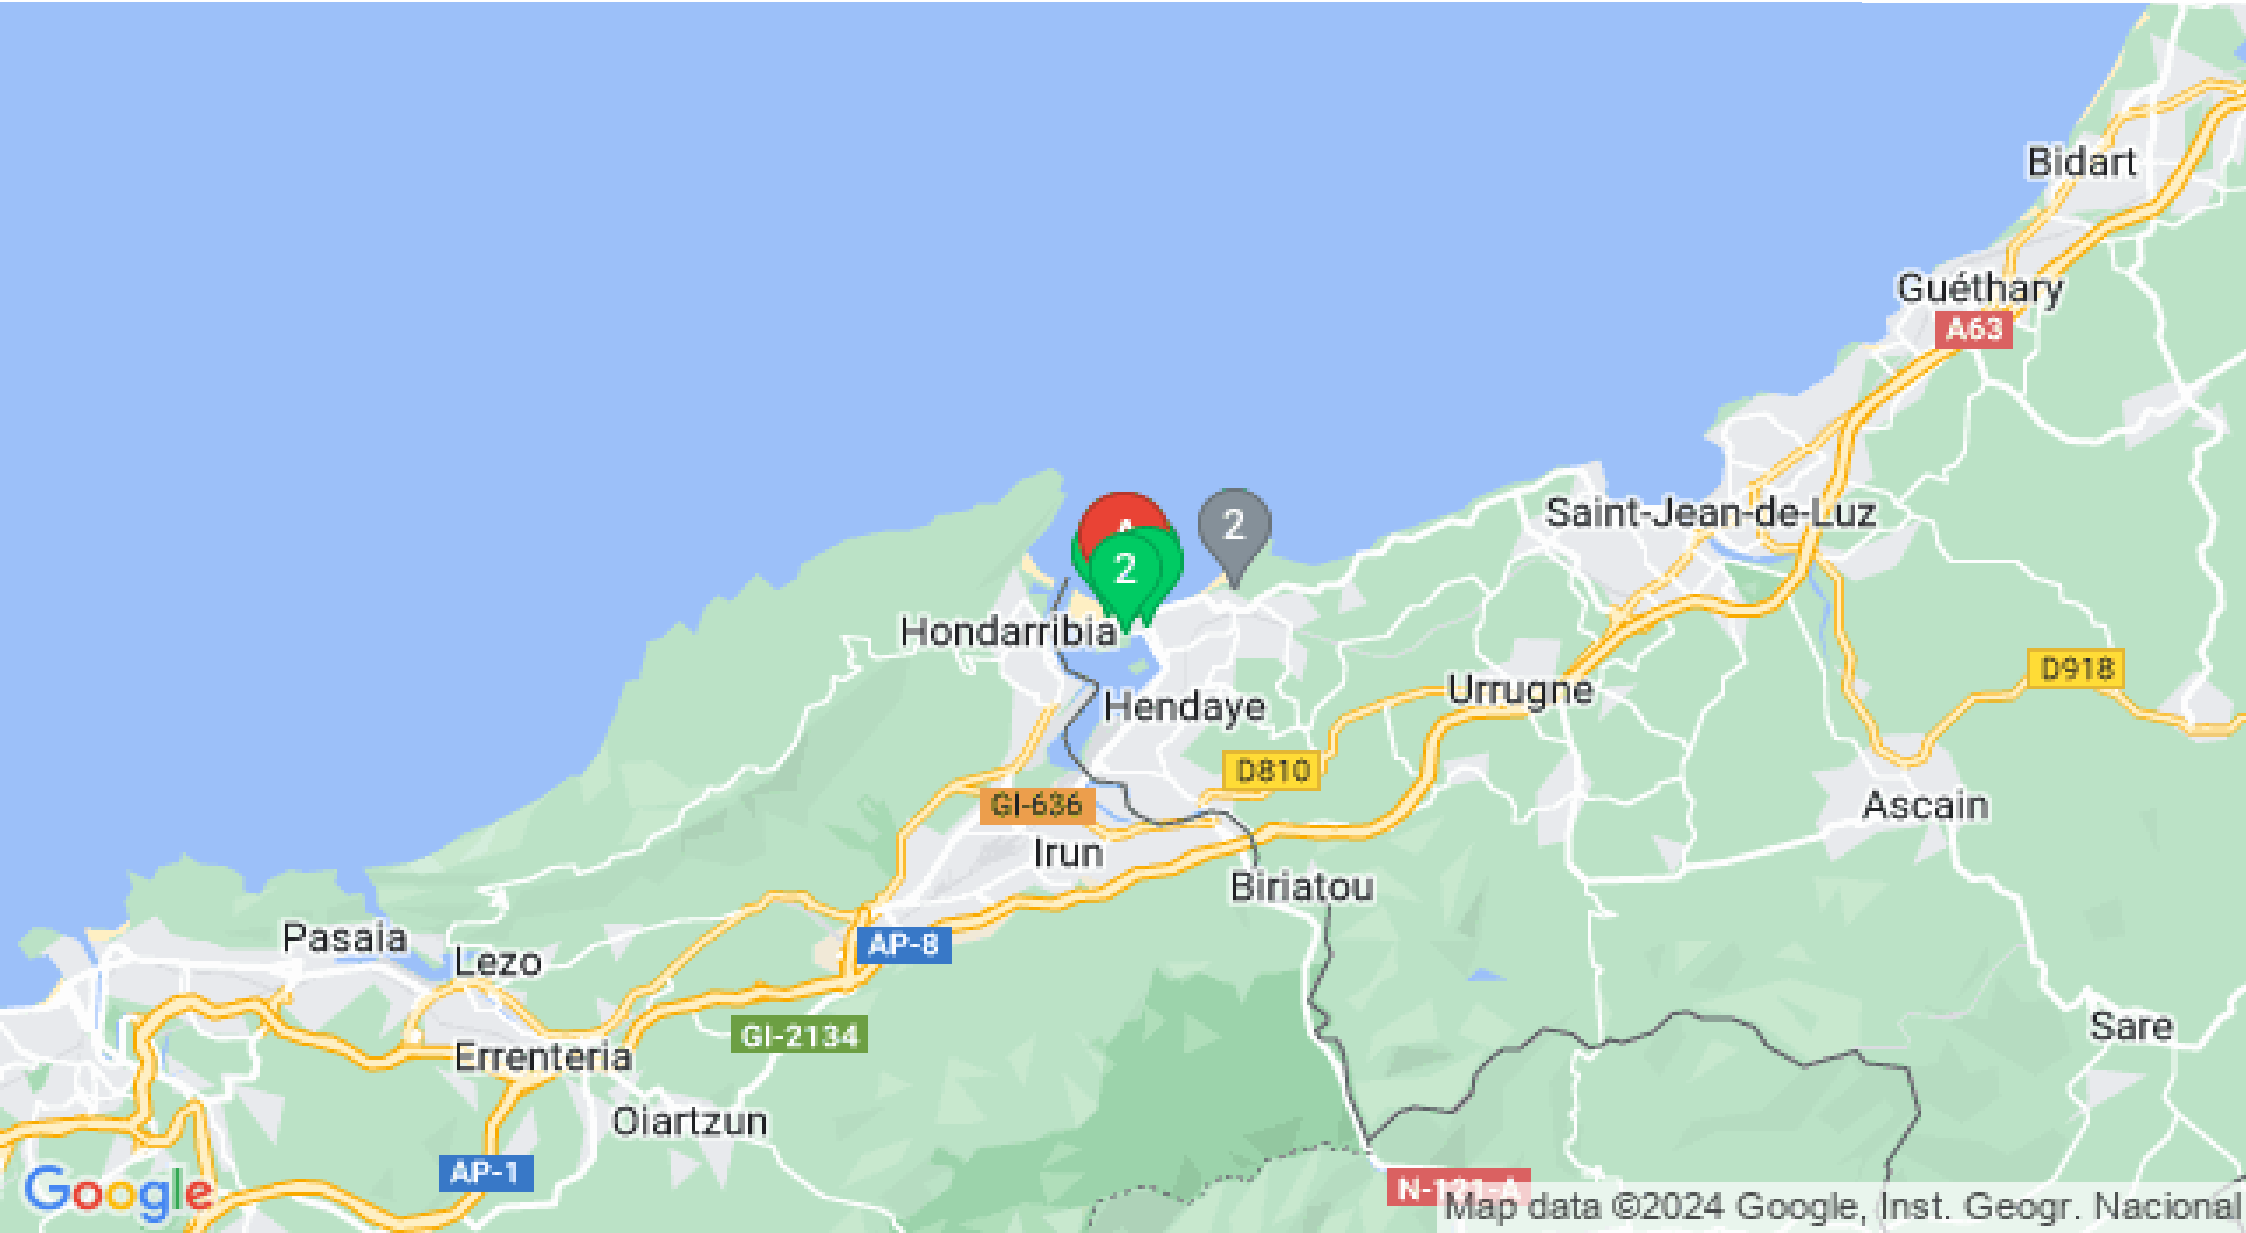 Bidart
Guéthary
A63
2
Saint-Jean-de-Luz
2
Hondarribia
D918
Urrugne
Hendaye
D810
GI-636
Ascain
Irun
Biriatou
Pasaia
AP-8
Lezo
Sare
GI-2134
Errenteria
Oiartzun
AP-1
Google
N-121-A
Map data ©2024 Google, Inst. Geogr. Nacional